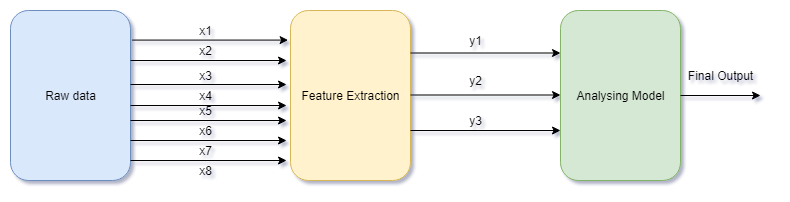 Raw data
x1
x2
x3
x4
x5
x6
x7
x8
Feature Extraction
y1
y2
y3
Analysing Model
Final Output